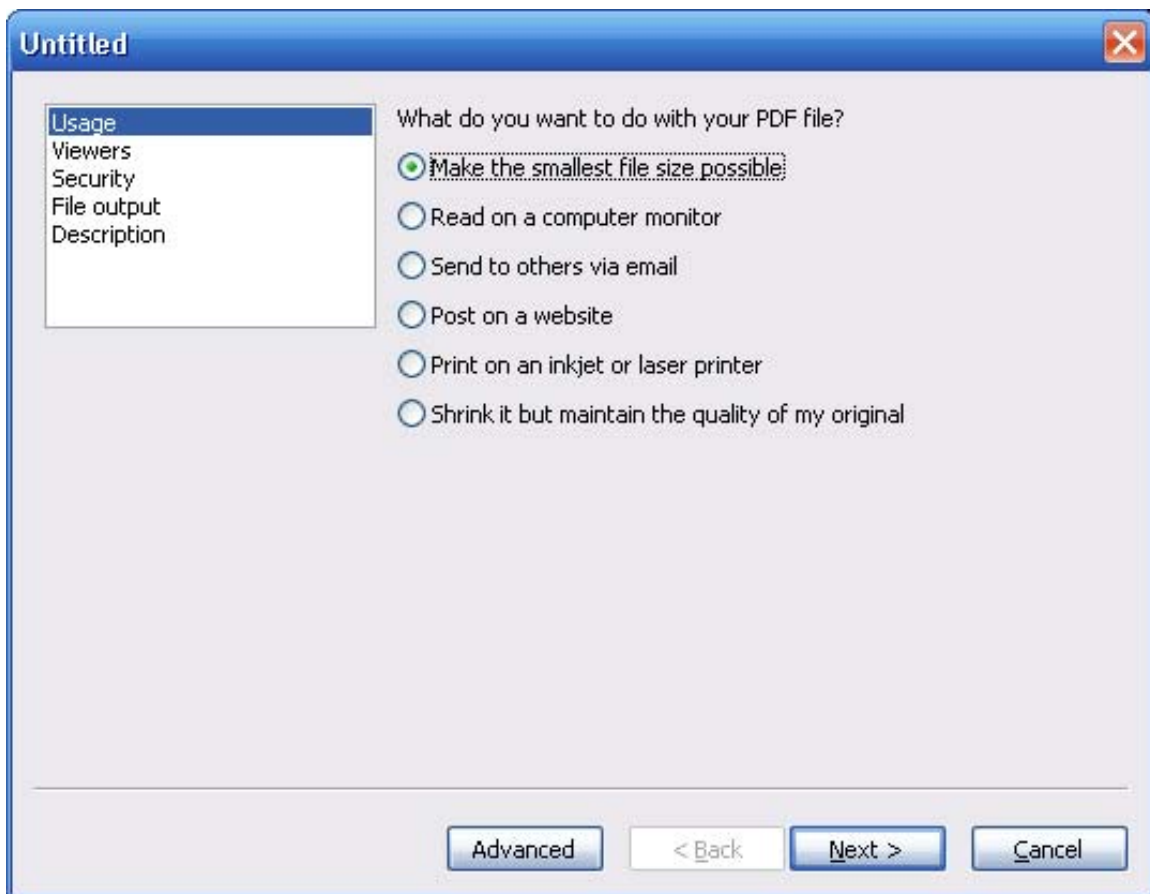 Untitled
Usage
Viewers
Security
File output
Description
What do you want to do with your PDF file?
Make the smallest file size possible
Read on a computer monitor
Send to others via email
Post on a website
Print on an inkjet or laser printer
Shrink it but maintain the quality of my original
Advanced
< Back
Next >
Cancel